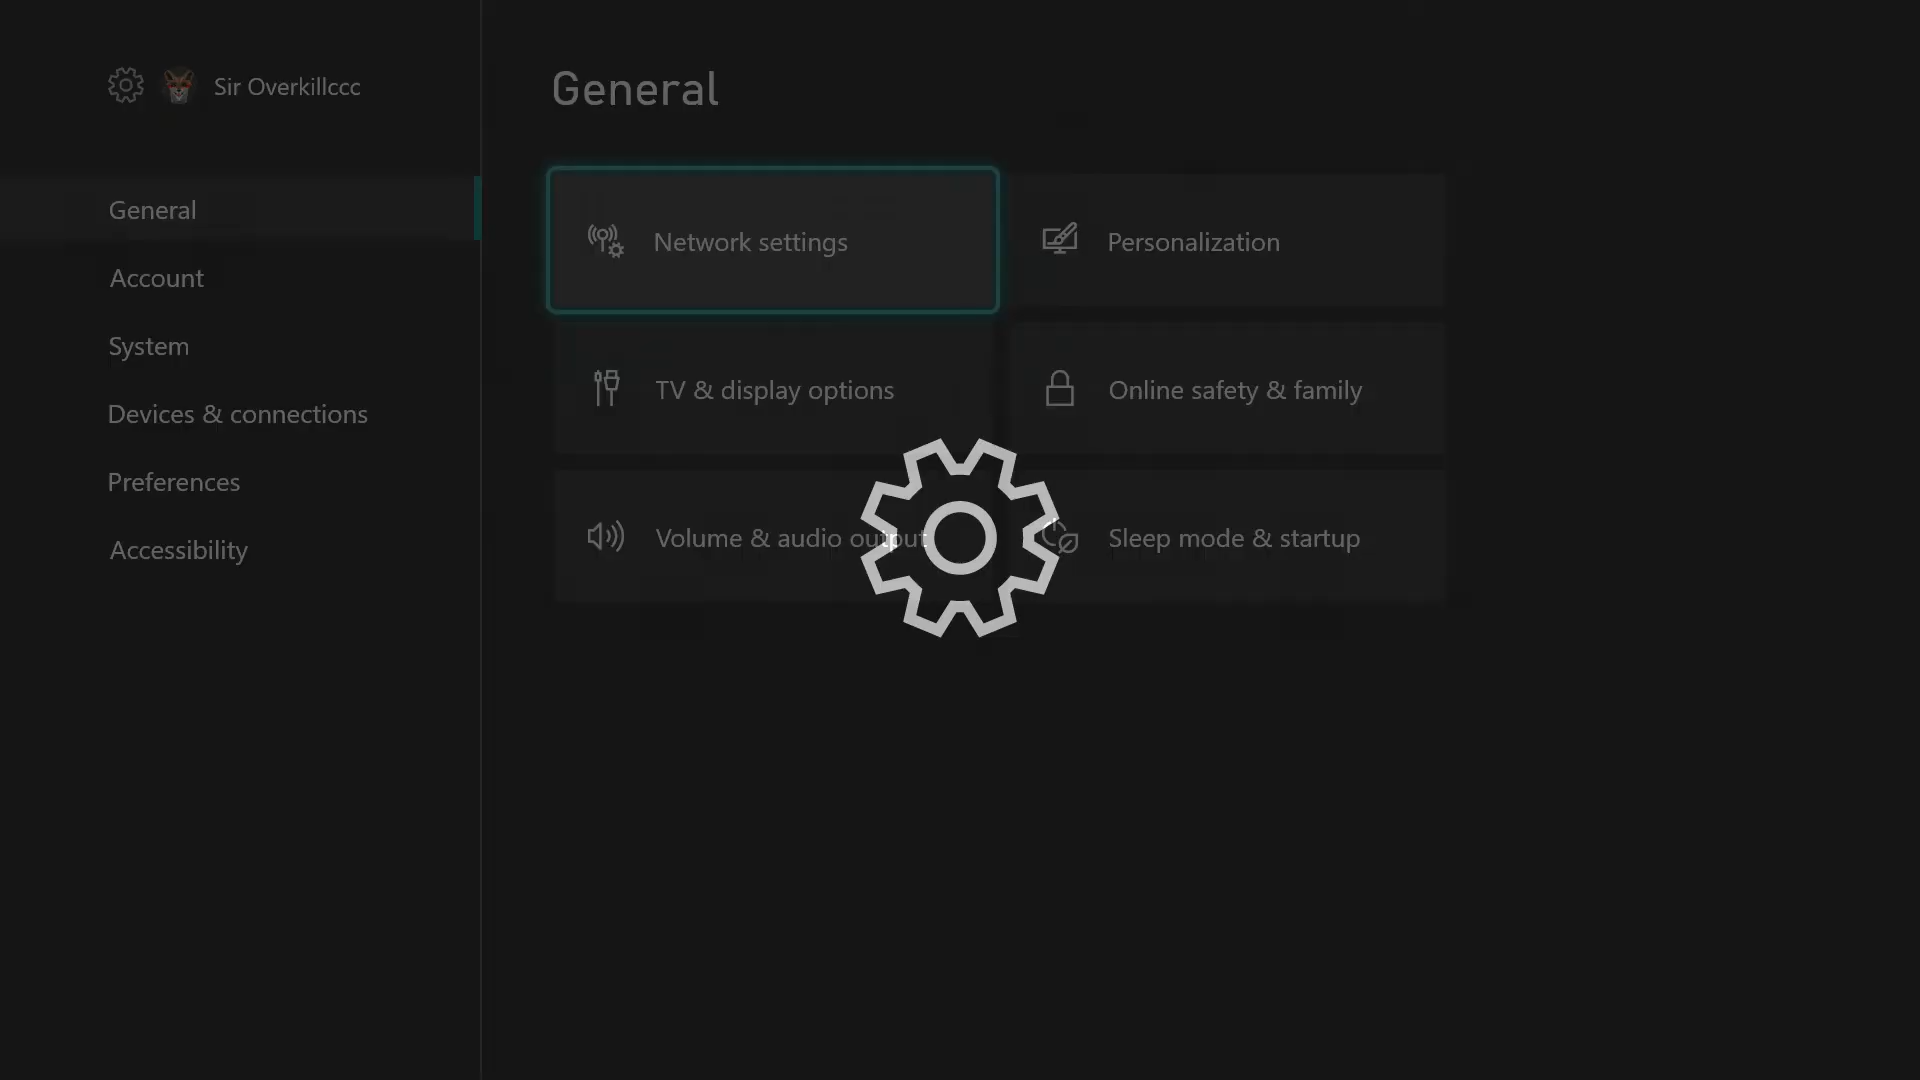 Sir Overkillccc
General
Account
System
Devices & connections
Preferences
Accessibility
General
Network settings
Personalization
TV & display options
Online safety & family
Volume & audio output
Sleep mode & startup